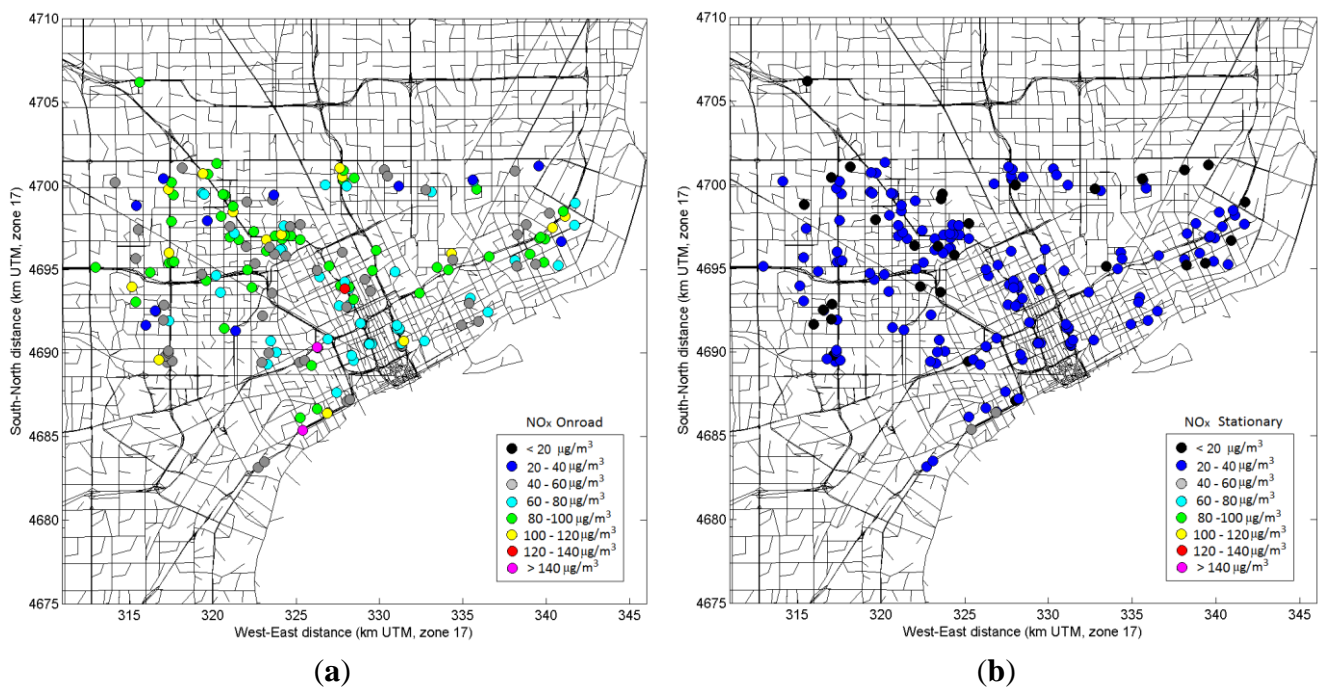 4710
4705
4700
4695
4690
4685
4680
4675
South-North distance (km UTM, zone 17)
315 320 325 330 335 340 345
West-East distance (km UTM, zone 17)
NOx Onroad
< 20 µg/m³
20 - 40 µg/m³
40 - 60 µg/m³
60 - 80 µg/m³
80 -100 µg/m³
100 - 120 µg/m³
120 - 140 µg/m³
> 140 µg/m³
(a)
4710
4705
4700
4695
4690
4685
4680
4675
South-North distance (km UTM, zone 17)
315 320 325 330 335 340 345
West-East distance (km UTM, zone 17)
NOx Stationary
< 20 µg/m³
20 - 40 µg/m³
40 - 60 µg/m³
60 - 80 µg/m³
80 -100 µg/m³
100 - 120 µg/m³
120 - 140 µg/m³
> 140 µg/m³
(b)